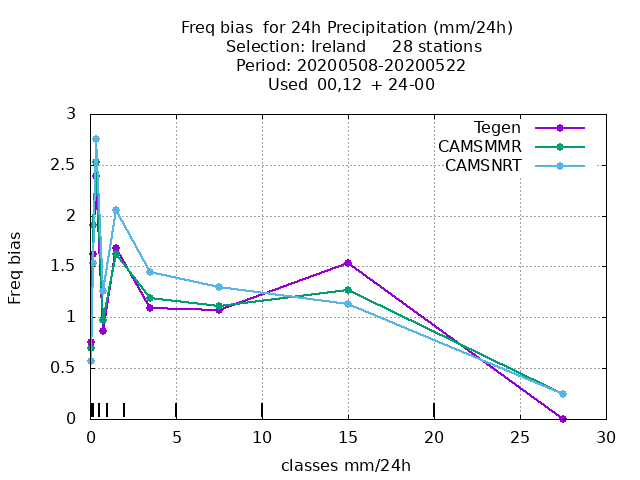 Freq bias  for 24h Precipitation (mm/24h)
Selection: Ireland     28 stations
Period: 20200508-20200522
Used  00,12  + 24-00
Tegen
CAMSMMR
CAMSNRT
3
2.5
2
1.5
1
0.5
0
Freq bias
0 5 10 15 20 25 30
classes mm/24h